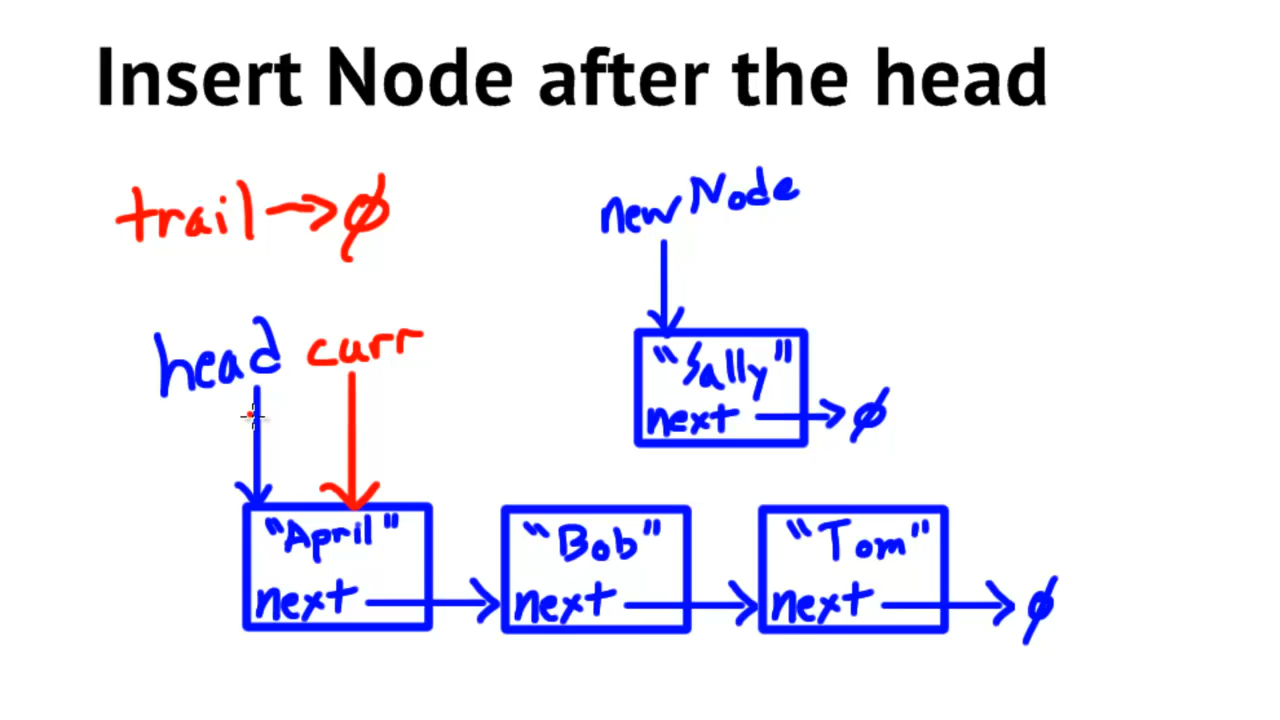 Insert Node after the head
trail → ∅
newNode
head curr
"Sally"
next → ∅
"April" "Bob" "Tom"
next → next → next → ∅